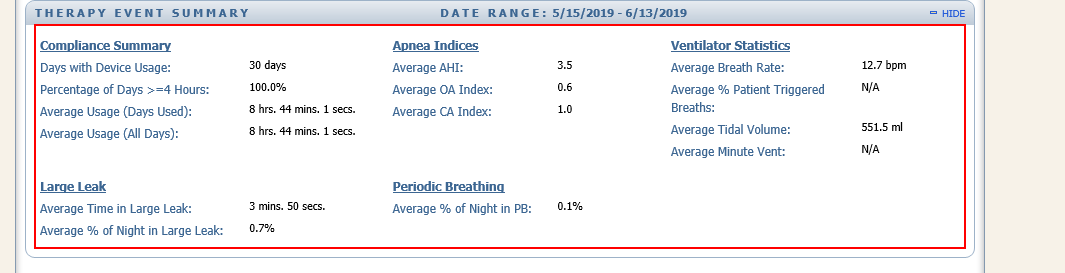 THERAPY EVENT SUMMARY DATE RANGE: 5/15/2019 - 6/13/2019 HIDE
Compliance Summary Apnea Indices Ventilator Statistics
Days with Device Usage: 30 days Average AHI: 3.5 Average Breath Rate: 12.7 bpm
Percentage of Days >=4 Hours: 100.0% Average OA Index: 0.6 Average % Patient Triggered N/A
Breaths:
Average Usage (Days Used): 8 hrs. 44 mins. 1 secs. Average CA Index: 1.0
Average Usage (All Days): 8 hrs. 44 mins. 1 secs. Average Tidal Volume: 551.5 ml
Average Minute Vent: N/A
Large Leak Periodic Breathing
Average Time in Large Leak: 3 mins. 50 secs. Average % of Night in PB: 0.1%
Average % of Night in Large Leak: 0.7%